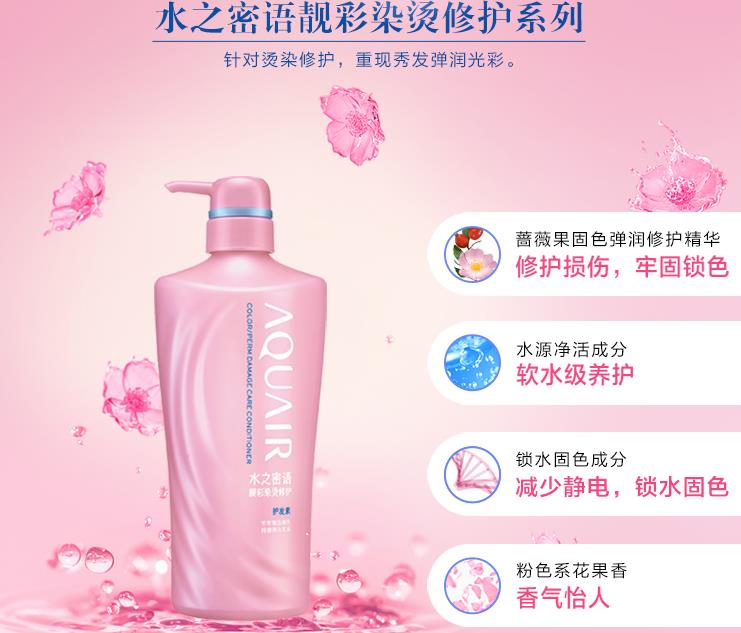 水之密语靓彩染烫修护系列
针对烫染修护，重现秀发弹润光彩。
AQUAIR
COLOR/PERM DAMAGE CARE CONDITIONER
水之密语
靓彩染烫修护
护发素
蔷薇果固色弹润修护精华
修护损伤，牢固锁色
水源净活成分
软水级养护
锁水固色成分
减少静电，锁水固色
粉色系花果香
香气怡人